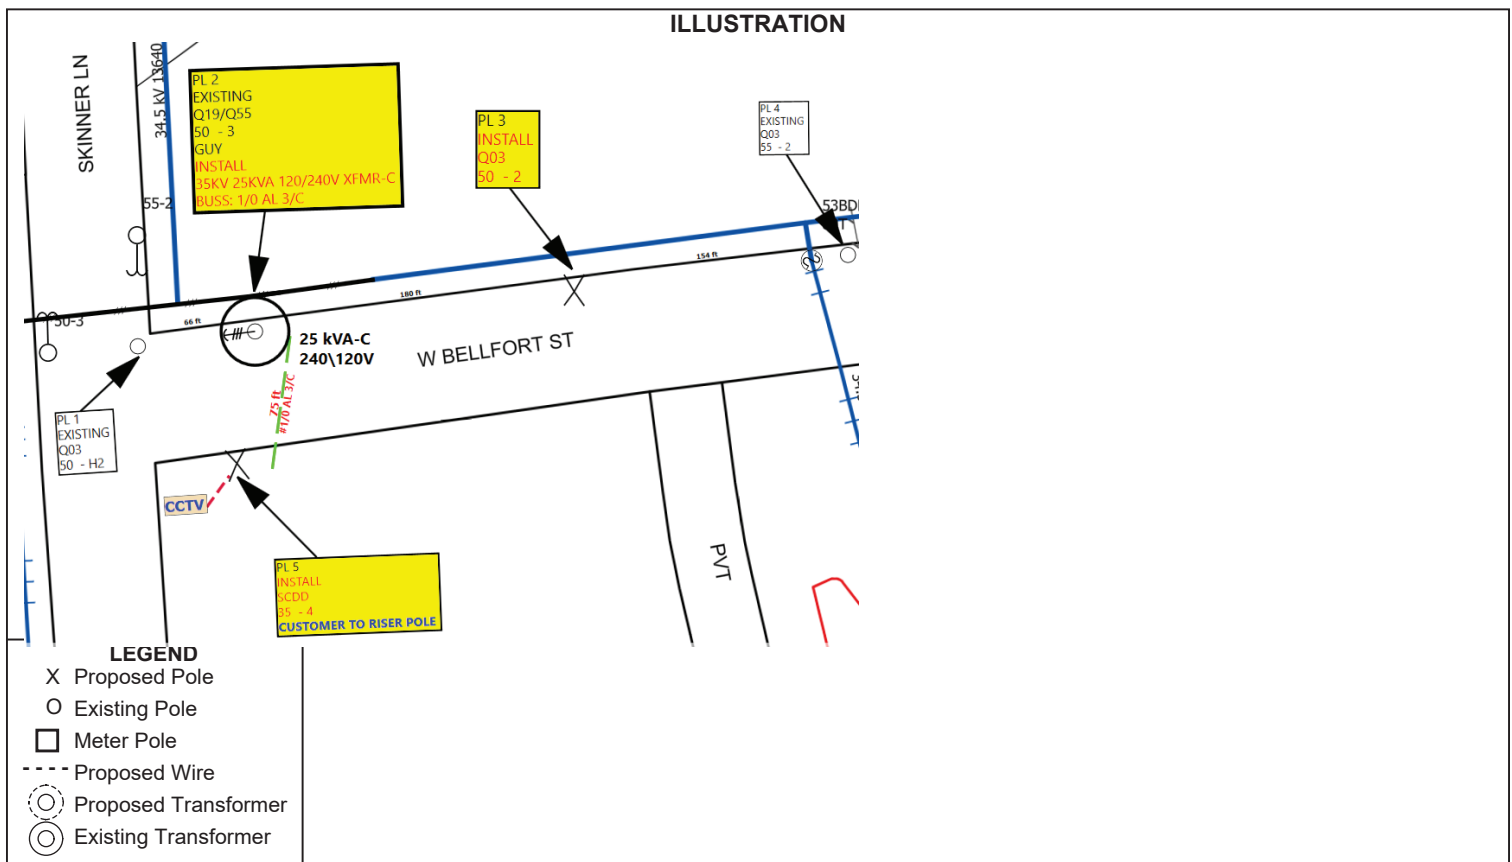 ILLUSTRATION
SKINNER LN
34.5 KV 13640
PL 2
EXISTING
Q19/Q55
50 - 3
GUY
INSTALL
35KV 25KVA 120/240V XFMR-C
BUSS: 1/0 AL 3/C
PL 3
INSTALL
Q03
50 - 2
PL 4
EXISTING
Q03
55 - 2
55-2
154 ft
180 ft
66 ft
50-3
25 kVA-C
240\120V
W BELLFORT ST
75 ft
#1/0 AL 3/C
PL 1
EXISTING
Q03
50 - H2
CCTV
PL 5
INSTALL
SCDD
35 - 4
CUSTOMER TO RISER POLE
PVT
LEGEND
X Proposed Pole
O Existing Pole
Meter Pole
Proposed Wire
Proposed Transformer
Existing Transformer